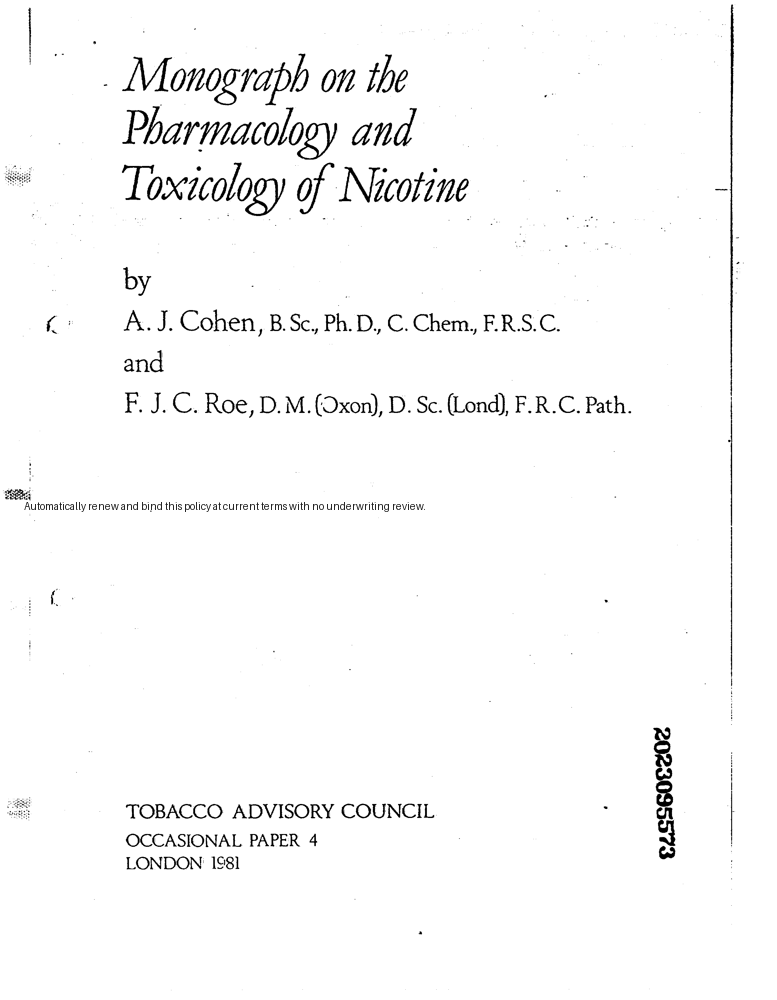 Monograph on the
Pharmacology and
Toxicology of Nicotine
by
A. J. Cohen, B. Sc., Ph. D., C. Chem., F.R.S.C.
and
F. J. C. Roe, D. M. (Oxon), D. Sc. (Lond), F.R.C. Path.
Automatically renew and bind this policy at current terms with no underwriting review.
TOBACCO ADVISORY COUNCIL
OCCASIONAL PAPER 4
LONDON 1981
2023095573